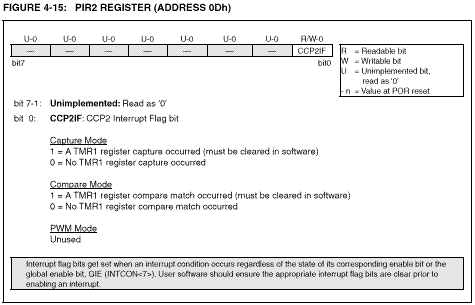 FIGURE 4-15: PIR2 REGISTER (ADDRESS 0Dh)
U-0 U-0 U-0 U-0 U-0 U-0 U-0 R/W-0
— — — — — — — CCP2IF
bit7 bit0
R = Readable bit
W = Writable bit
U = Unimplemented bit,
read as ‘0’
- n = Value at POR reset
bit 7-1: Unimplemented: Read as '0'
bit 0: CCP2IF: CCP2 Interrupt Flag bit
Capture Mode
1 = A TMR1 register capture occurred (must be cleared in software)
0 = No TMR1 register capture occurred
Compare Mode
1 = A TMR1 register compare match occurred (must be cleared in software)
0 = No TMR1 register compare match occurred
PWM Mode
Unused
Interrupt flag bits get set when an interrupt condition occurs regardless of the state of its corresponding enable bit or the
global enable bit, GIE (INTCON<7>). User software should ensure the appropriate interrupt flag bits are clear prior to
enabling an interrupt.